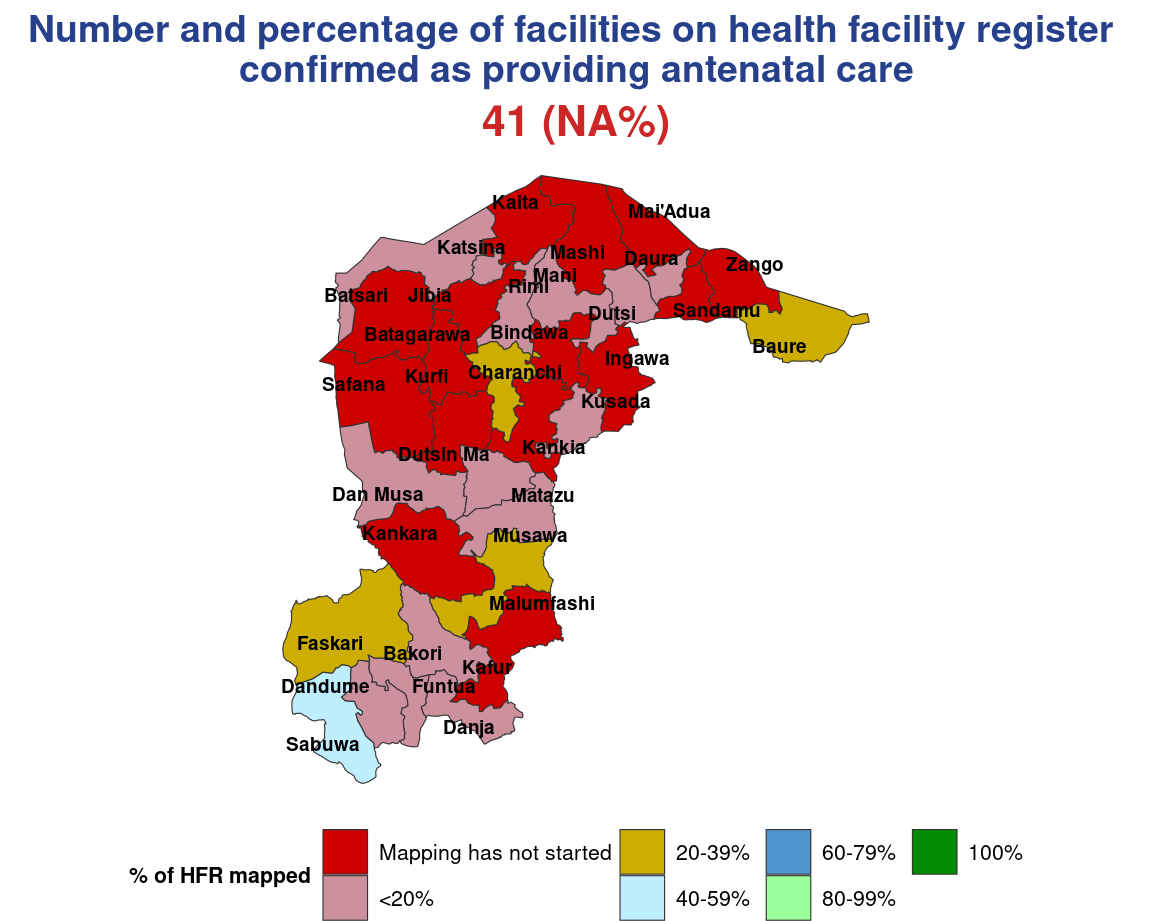 Number and percentage of facilities on health facility register
confirmed as providing antenatal care
41 (NA%)
Kaita
Mai'Adua
Katsina
Mashi
Daura
Zango
Mani
Rimi
Batsari
Jibia
Dutsi
Sandamu
Batagarawa
Bindawa
Baure
Ingawa
Charanchi
Kurfi
Safana
Kusada
Kankia
Dutsin Ma
Dan Musa
Matazu
Kankara
Musawa
Malumfashi
Faskari
Bakori
Kafur
Dandume
Funtua
Danja
Sabuwa
% of HFR mapped
Mapping has not started
<20%
20-39%
40-59%
60-79%
80-99%
100%